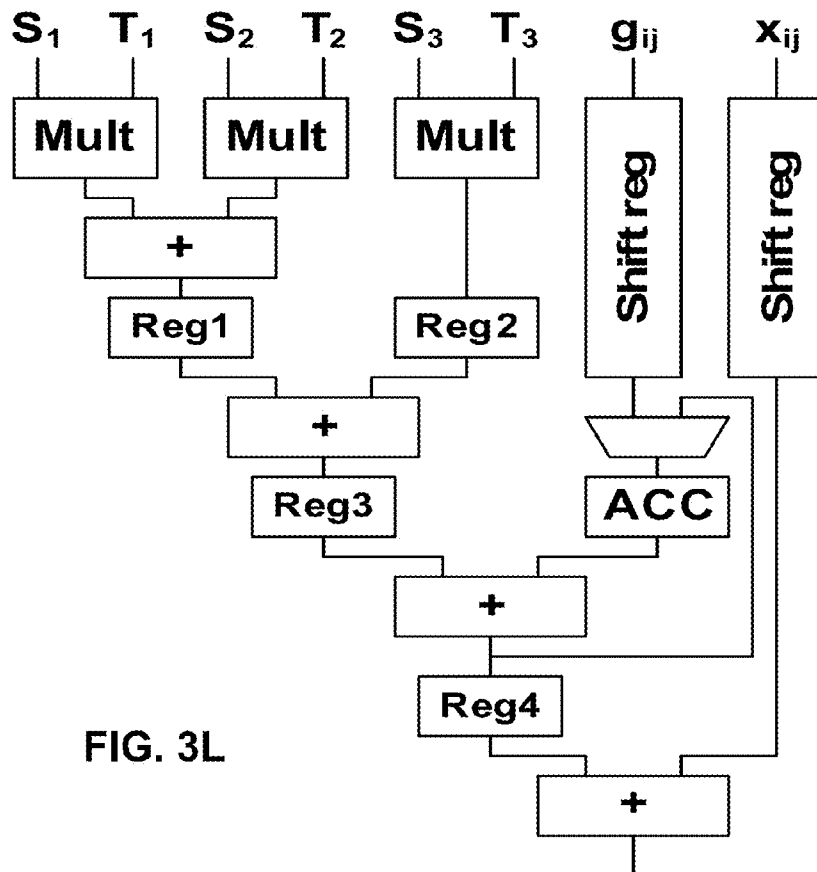 S₁ T₁ S₂ T₂ S₃ T₃ gᵢⱼ xᵢⱼ
Mult Mult Mult Shift reg Shift reg
+
Reg1 Reg2
+
Reg3 ACC
+
Reg4
FIG. 3L
+